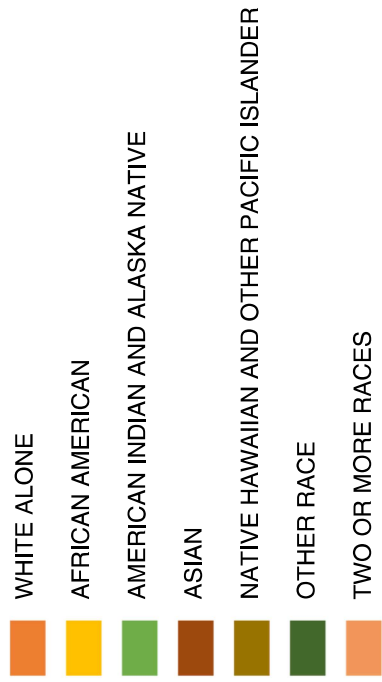 WHITE ALONE
AFRICAN AMERICAN
AMERICAN INDIAN AND ALASKA NATIVE
ASIAN
NATIVE HAWAIIAN AND OTHER PACIFIC ISLANDER
OTHER RACE
TWO OR MORE RACES